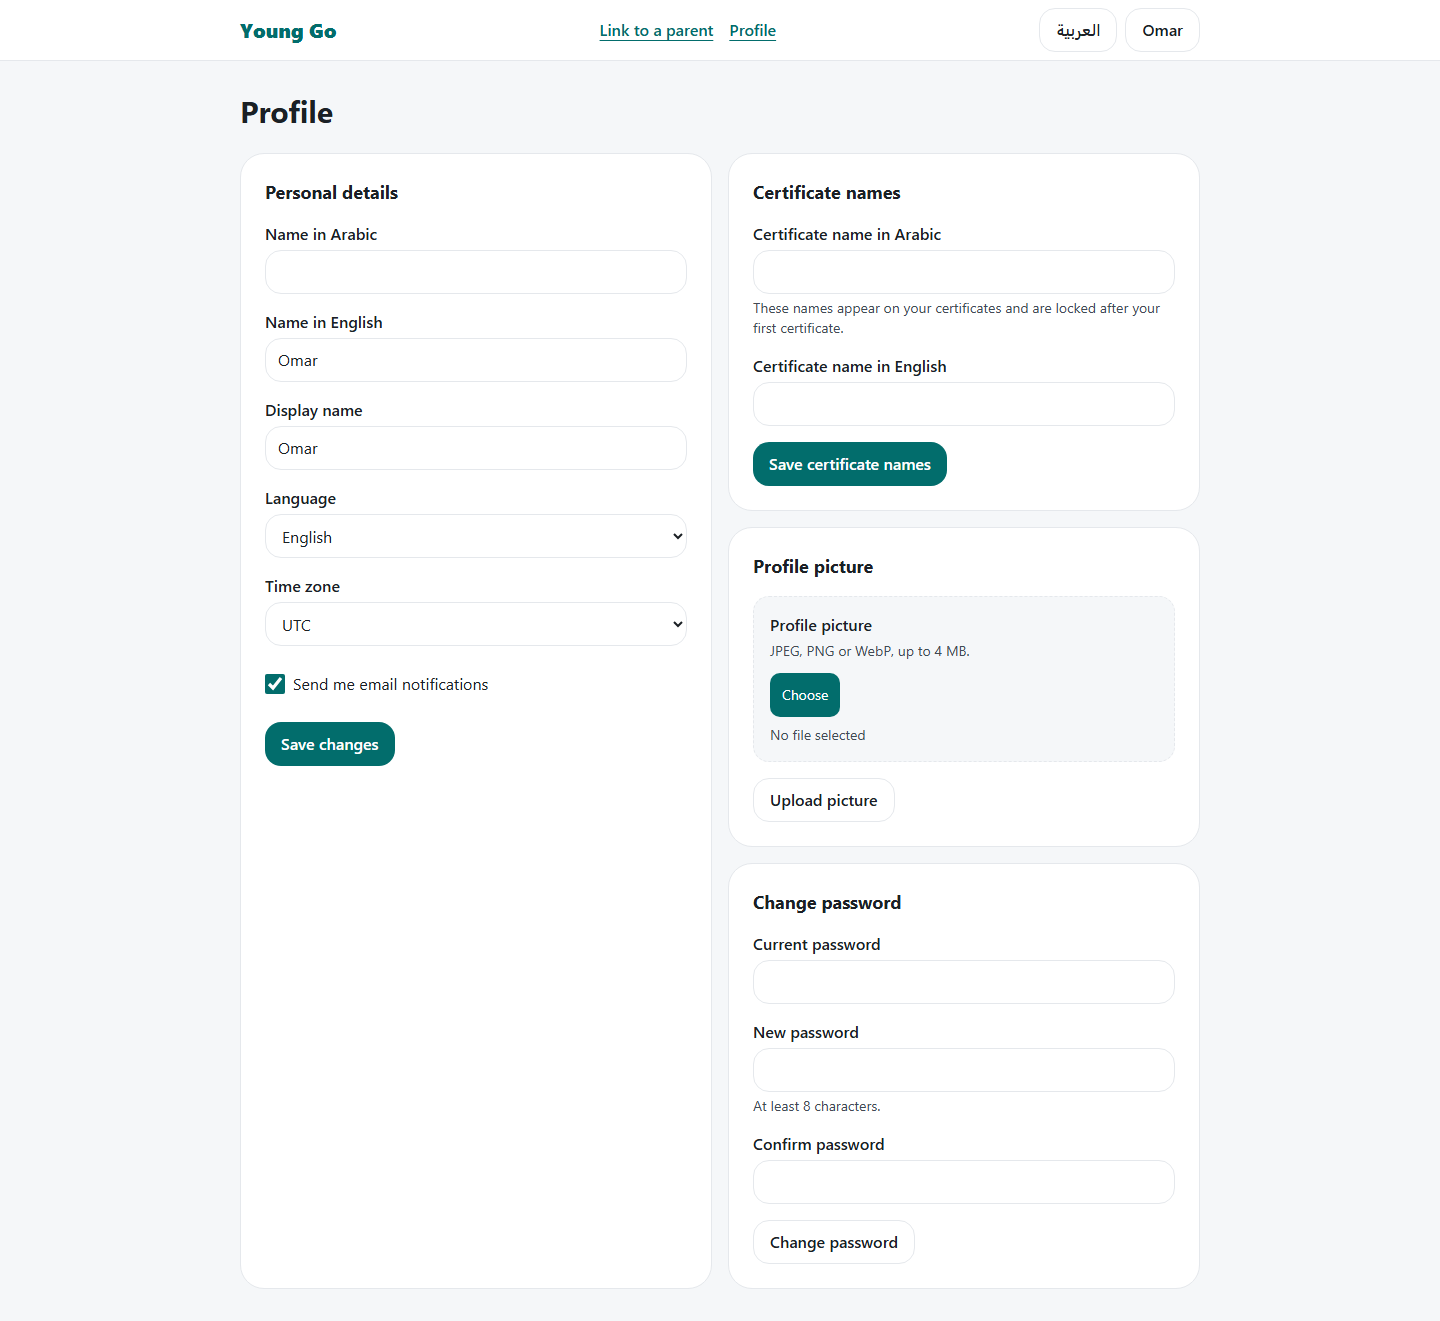 Young Go
Link to a parent
Profile
العربية
Omar
Profile
Personal details
Name in Arabic
Name in English
Omar
Display name
Omar
Language
English
Time zone
UTC
Send me email notifications
Save changes
Certificate names
Certificate name in Arabic
These names appear on your certificates and are locked after your
first certificate.
Certificate name in English
Save certificate names
Profile picture
Profile picture
JPEG, PNG or WebP, up to 4 MB.
Choose
No file selected
Upload picture
Change password
Current password
New password
At least 8 characters.
Confirm password
Change password